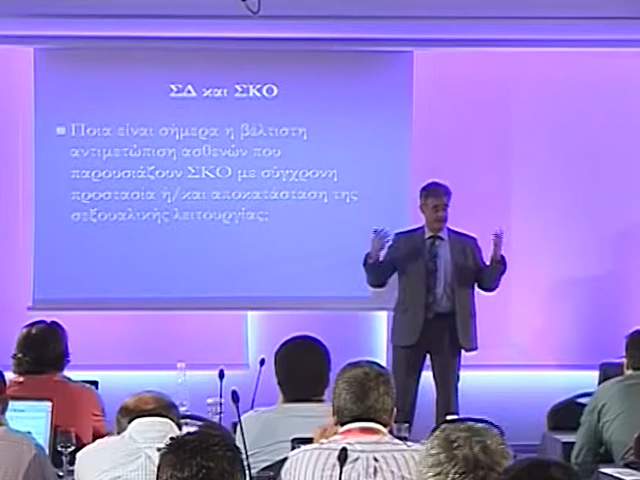 ΣΔ και ΣΚΟ
Ποια είναι σήμερα η βέλτιστη
αντιμετώπιση ασθενών που
παρουσιάζουν ΣΚΟ με σύγχρονη
προστασία ή/και αποκατάσταση της
σεξουαλικής λειτουργίας;